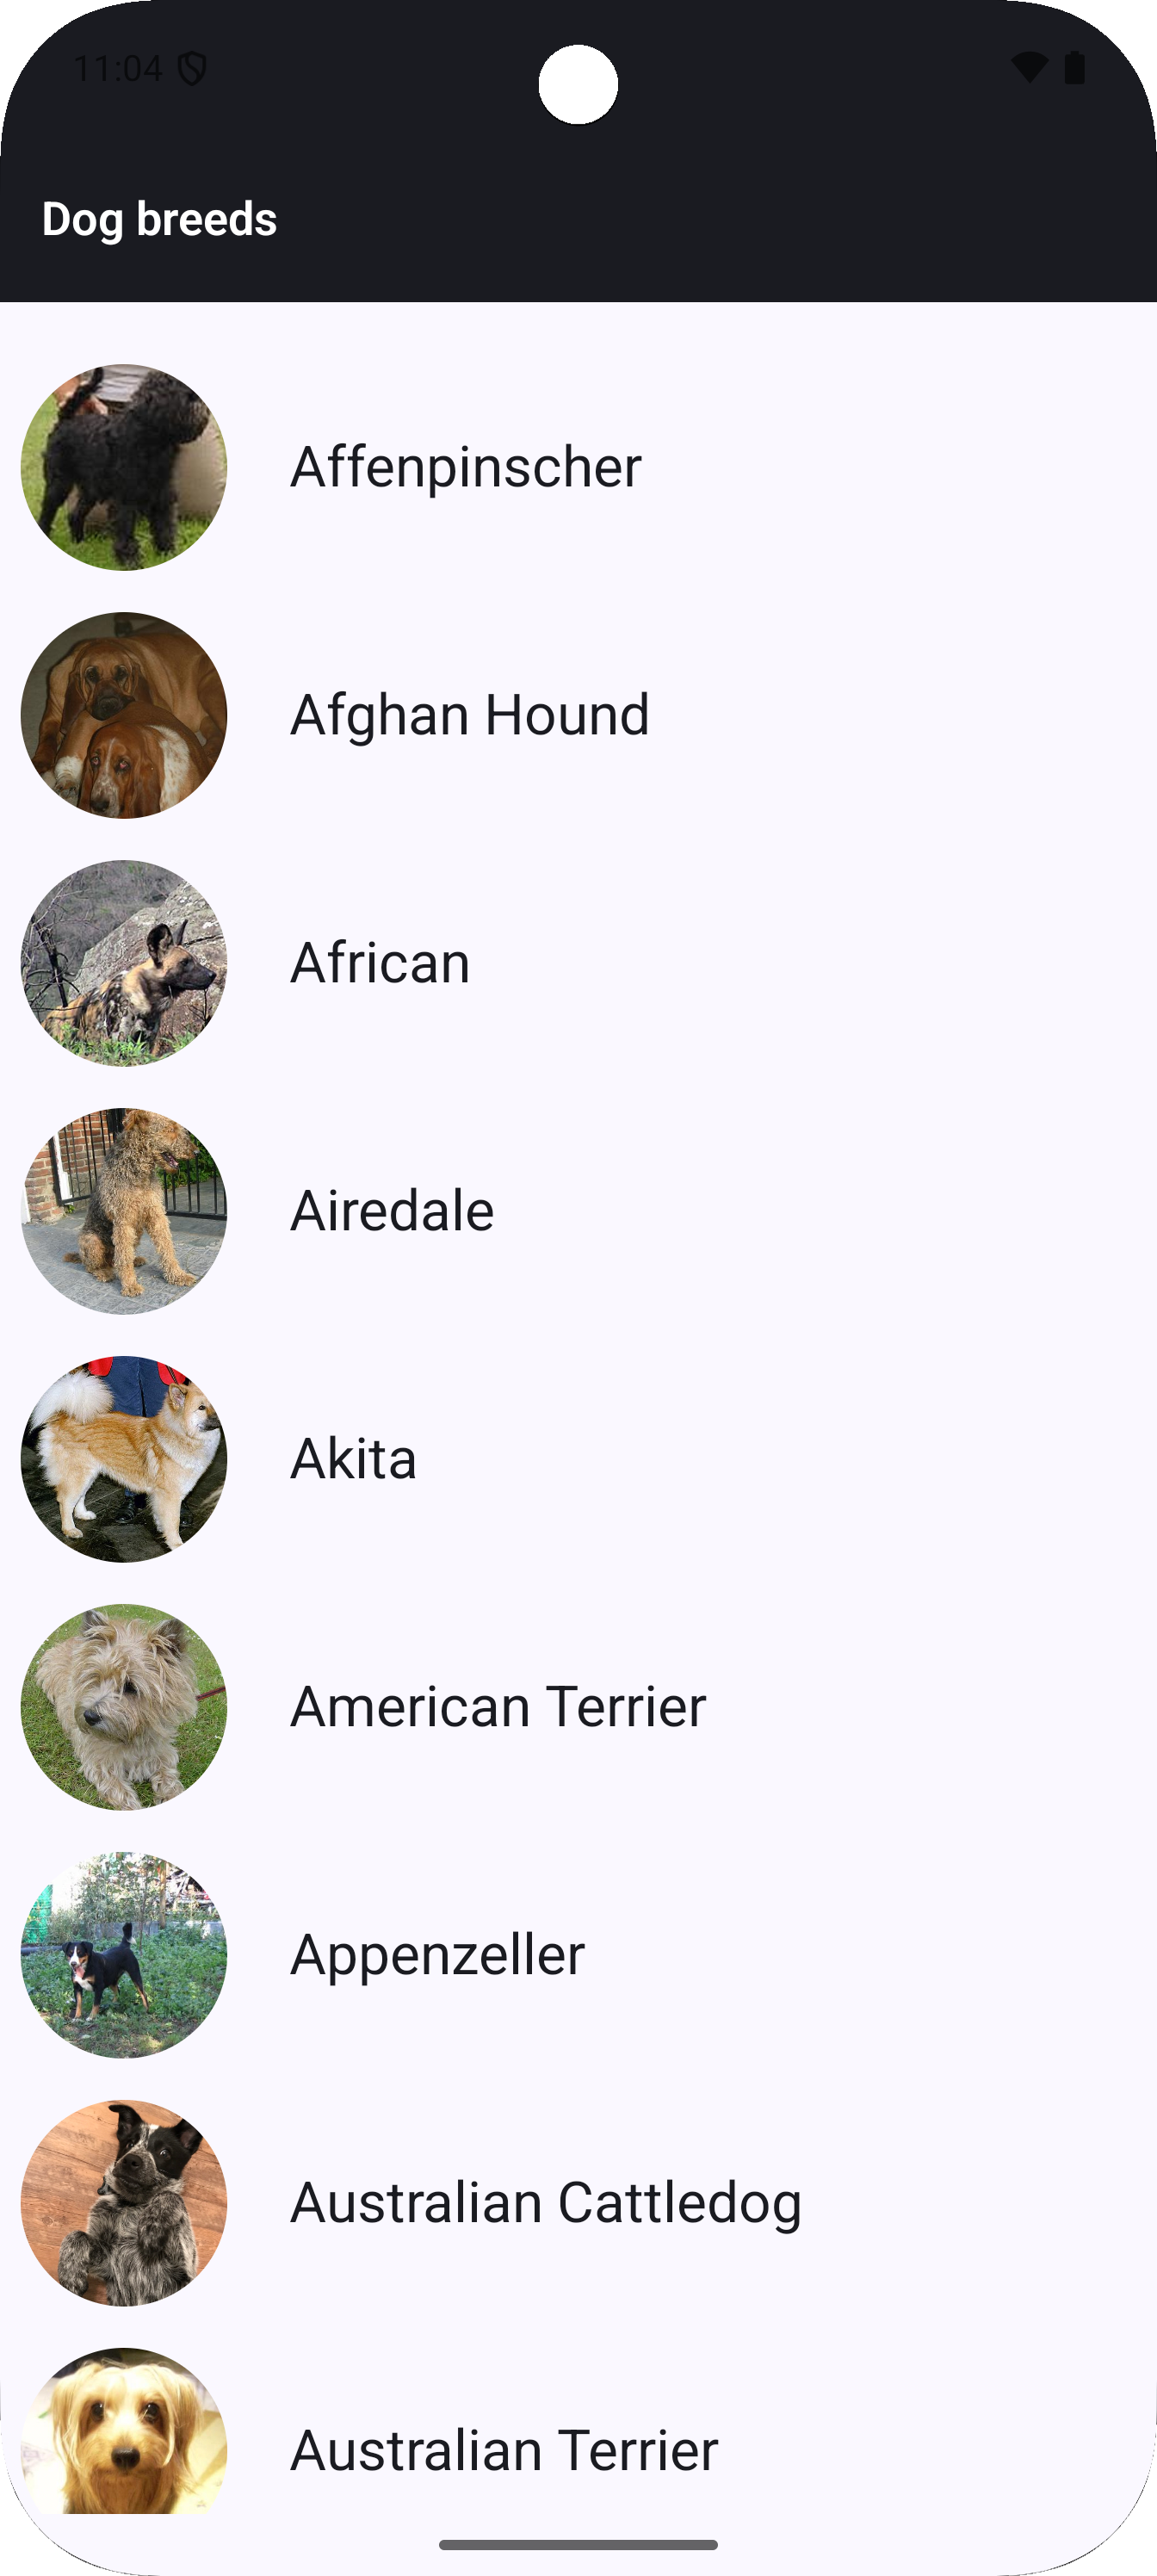 11:04
Dog breeds
Affenpinscher
Afghan Hound
African
Airedale
Akita
American Terrier
Appenzeller
Australian Cattledog
Australian Terrier